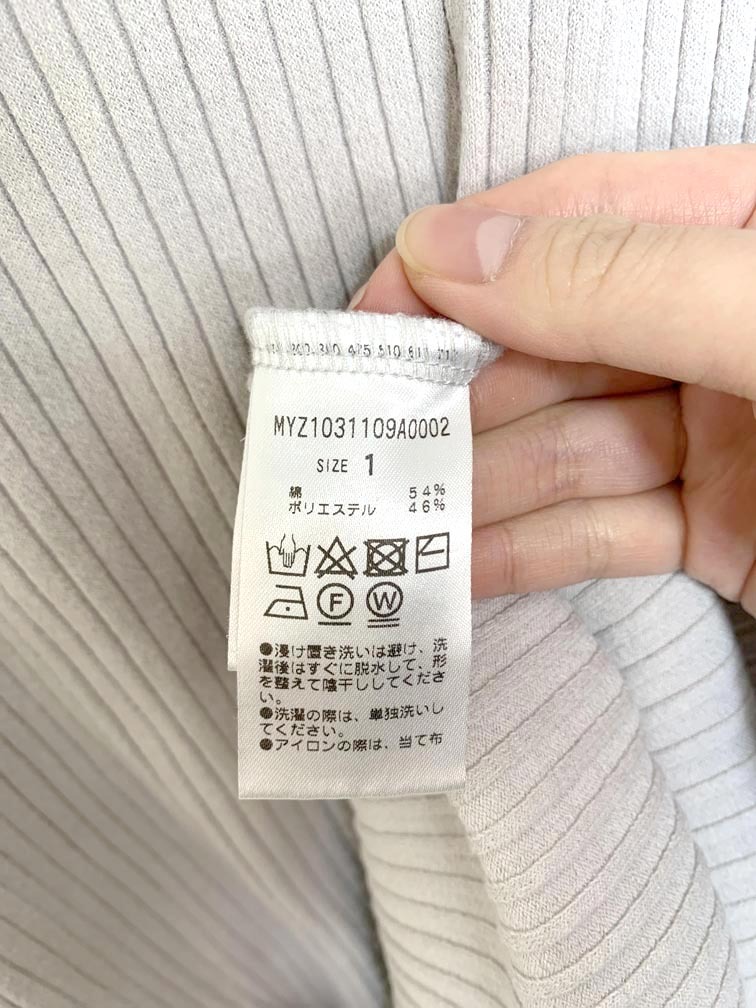 MYZ1031109A0002
SIZE 1
綿 54%
ポリエステル 46%
F W
●浸け置き洗いは避け、洗
濯後はすぐに脱水して、形
を整えて陰干ししてくださ
い。
●洗濯の際は、単独洗いし
てください。
●アイロンの際は、当て布